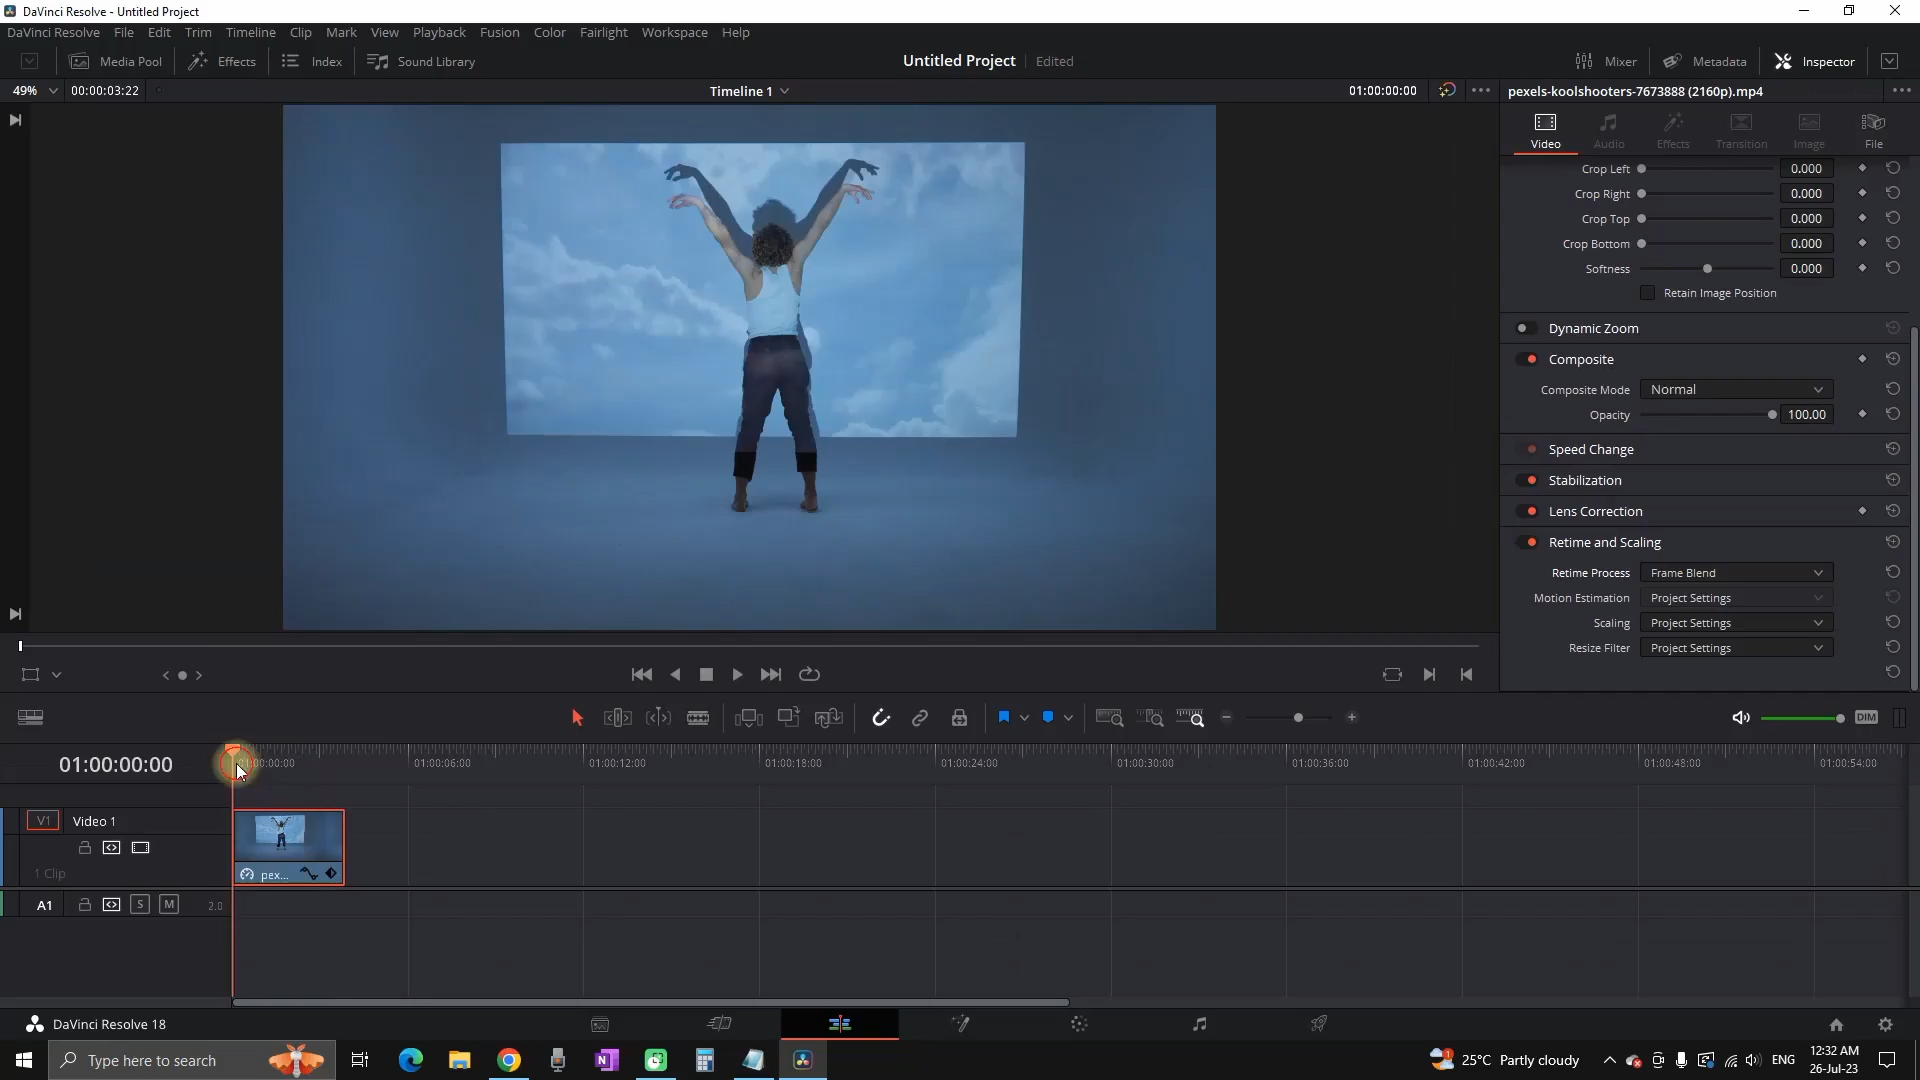 DaVinci Resolve - Untitled Project
DaVinci Resolve File Edit Trim Timeline Clip Mark View Playback Fusion Color Fairlight Workspace Help
Media Pool Effects Index Sound Library Untitled Project Edited Mixer Metadata Inspector
49% 00:00:03:22 Timeline 1 01:00:00:00 pexels-koolshooters-7673888 (2160p).mp4
Video Audio Effects Transition Image File
Crop Left 0.000
Crop Right 0.000
Crop Top 0.000
Crop Bottom 0.000
Softness 0.000
Retain Image Position
Dynamic Zoom
Composite
Composite Mode Normal
Opacity 100.00
Speed Change
Stabilization
Lens Correction
Retime and Scaling
Retime Process Frame Blend
Motion Estimation Project Settings
Scaling Project Settings
Resize Filter Project Settings
DIM
01:00:00:00 01:00:00:00 01:00:06:00 01:00:12:00 01:00:18:00 01:00:24:00 01:00:30:00 01:00:36:00 01:00:42:00 01:00:48:00 01:00:54:00
V1 Video 1
1 Clip pex...
A1 S M 2.0
DaVinci Resolve 18
Type here to search 25°C Partly cloudy ENG 12:32 AM
26-Jul-23